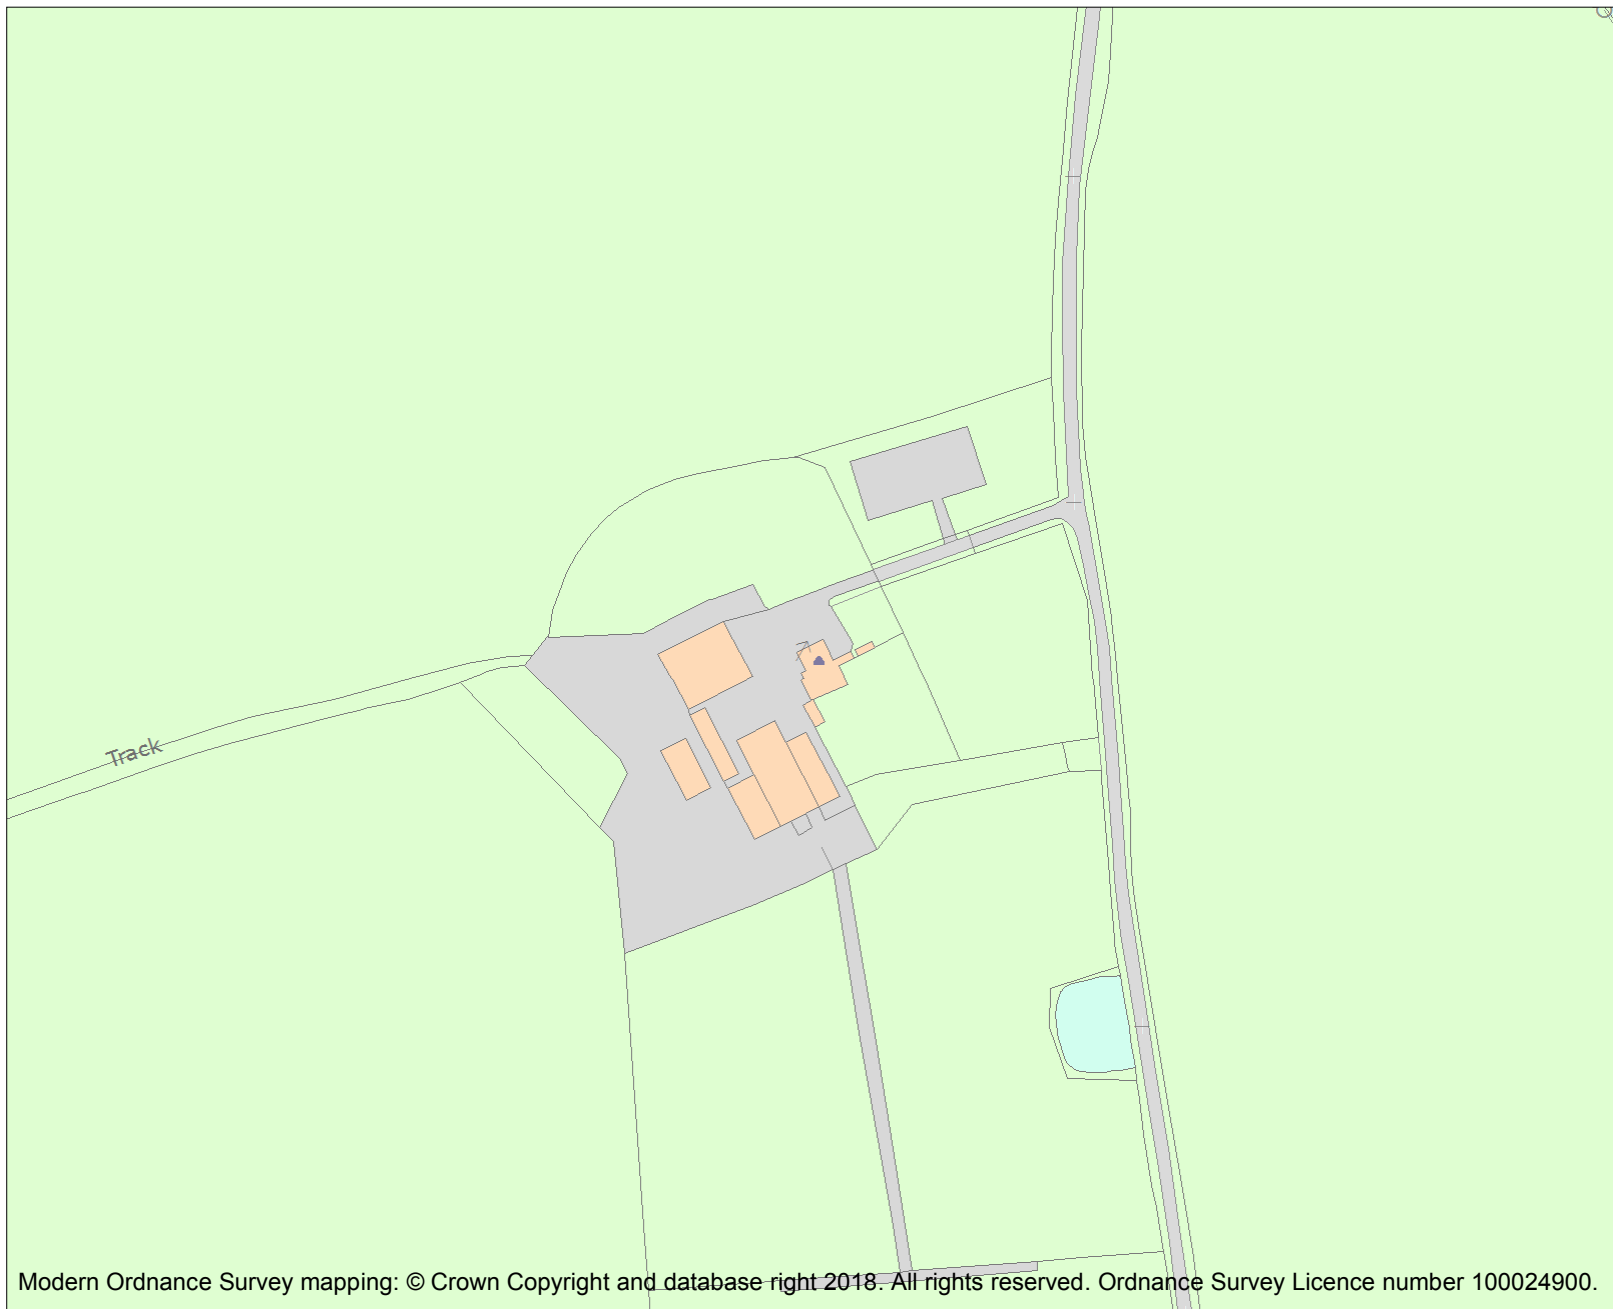 Track
Modern Ordnance Survey mapping: © Crown Copyright and database right 2018. All rights reserved. Ordnance Survey Licence number 100024900.